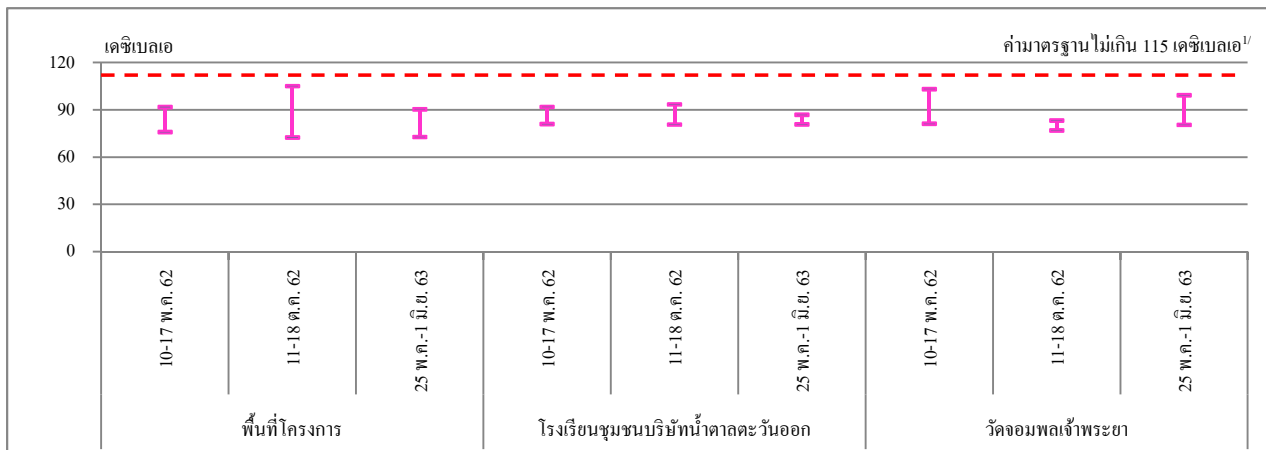 เดซิเบลเอ
ค่ามาตรฐานไม่เกิน 115 เดซิเบลเอ1/
120
90
60
30
0
10-17 พ.ค. 62
11-18 ต.ค. 62
25 พ.ค.-1 มิ.ย. 63
10-17 พ.ค. 62
11-18 ต.ค. 62
25 พ.ค.-1 มิ.ย. 63
10-17 พ.ค. 62
11-18 ต.ค. 62
25 พ.ค.-1 มิ.ย. 63
พื้นที่โครงการ
โรงเรียนชุมชนบริษัทน้ำตาลตะวันออก
วัดจอมพลเจ้าพระยา